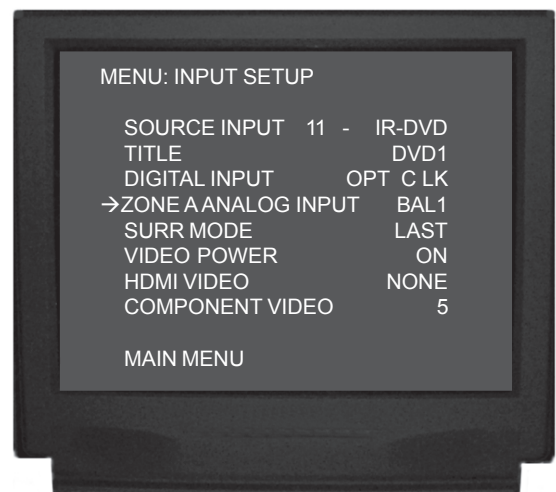 MENU: INPUT SETUP
SOURCE INPUT 11 - IR-DVD
TITLE DVD1
DIGITAL INPUT OPT C LK
→ZONE A ANALOG INPUT BAL1
SURR MODE LAST
VIDEO POWER ON
HDMI VIDEO NONE
COMPONENT VIDEO 5
MAIN MENU